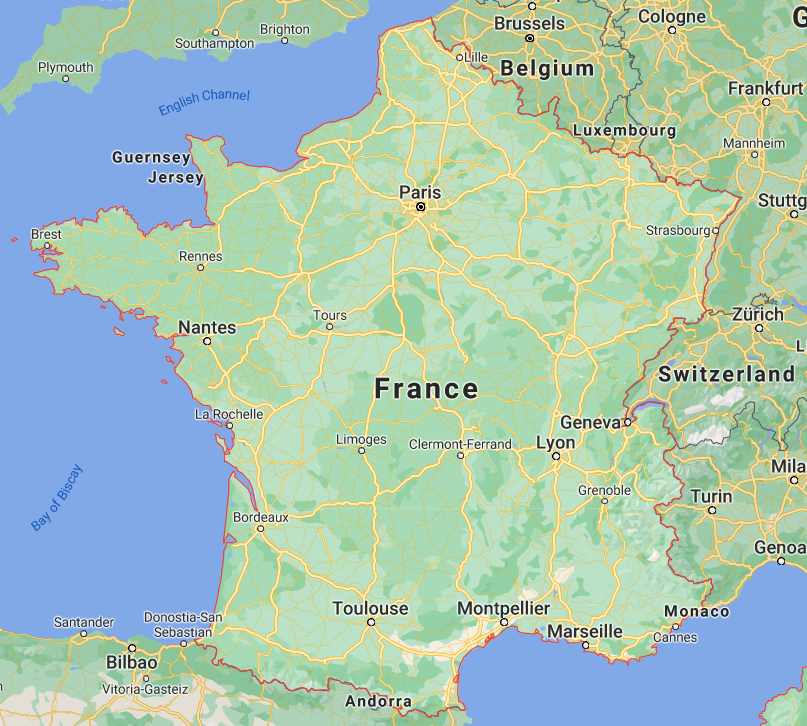 Brussels
Cologne
G
Brighton
Southampton
Lille
Plymouth
Belgium
Frankfurt
English Channel
Luxembourg
Mannheim
Guernsey
Jersey
Paris
Stuttg
Strasbourg
Brest
Rennes
Tours
Zürich
Nantes
L
Switzerland
France
La Rochelle
Geneva
Limoges
Clermont-Ferrand
Lyon
Mila
Bay of Biscay
Grenoble
Turin
Bordeaux
Genoa
Toulouse
Montpellier
Monaco
Santander
Donostia-San
Sebastian
Marseille
Cannes
Bilbao
Vitoria-Gasteiz
Andorra